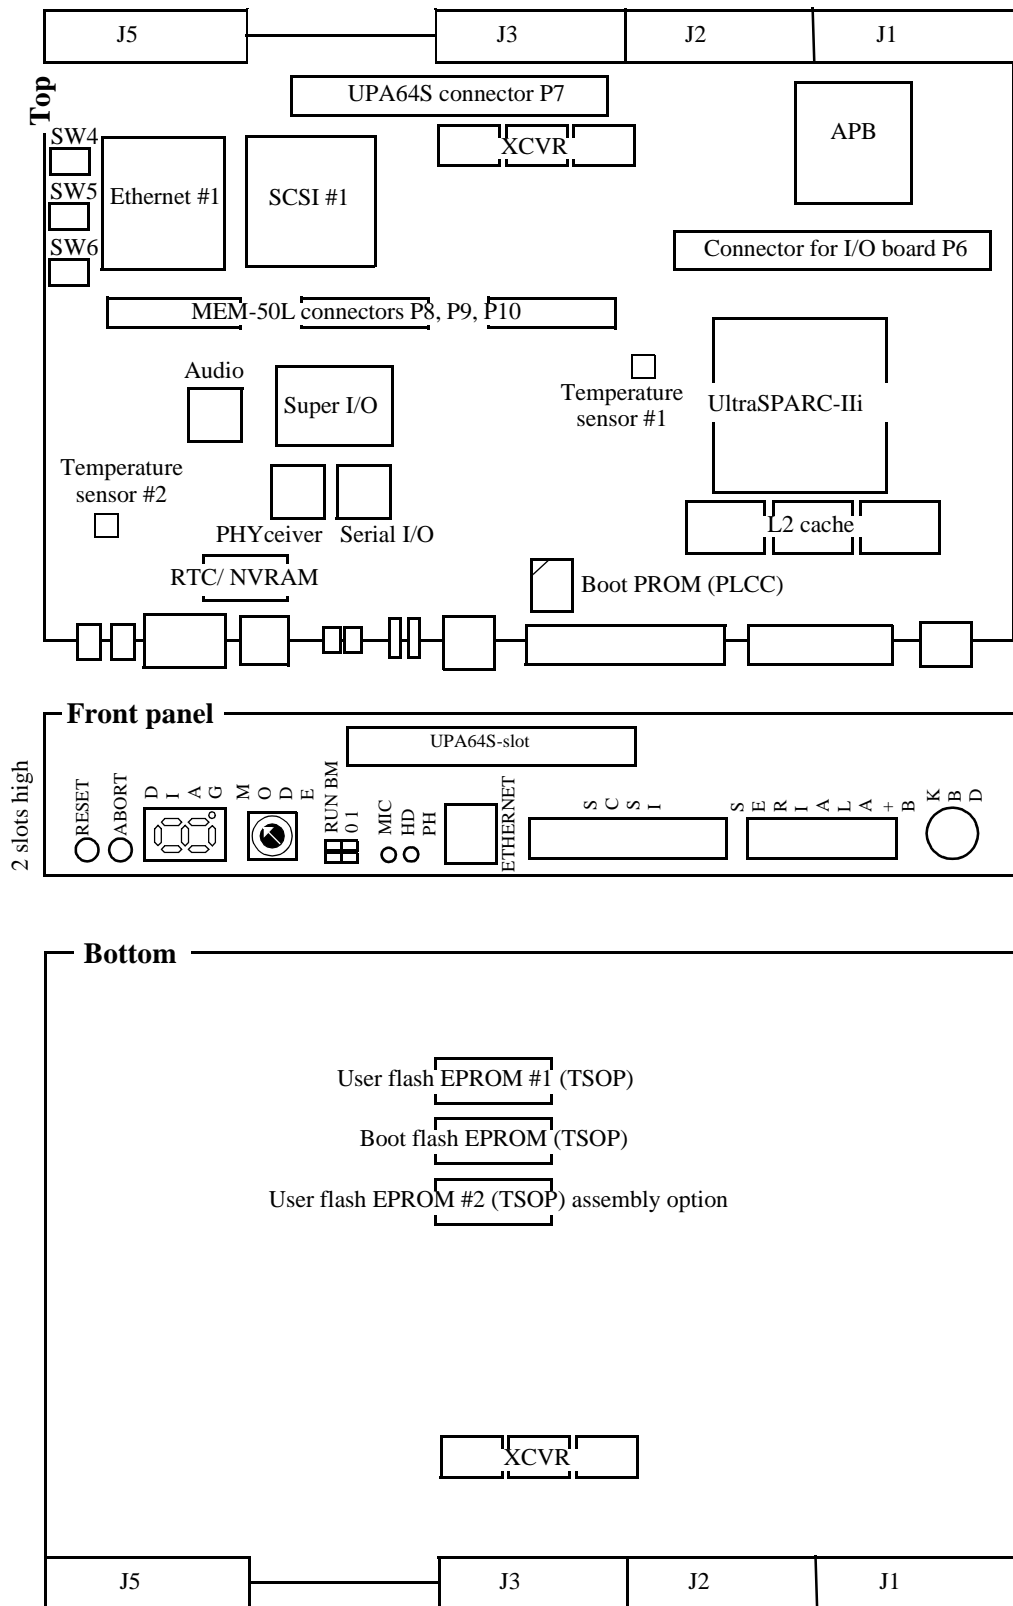 J5
J3
J2
J1
Top
UPA64S connector P7
XCVR
APB
SW4
SW5
SW6
Ethernet #1
SCSI #1
Connector for I/O board P6
MEM-50L connectors P8, P9, P10
Audio
Super I/O
Temperature
sensor #1
UltraSPARC-IIi
Temperature
sensor #2
PHYceiver
Serial I/O
L2 cache
RTC/ NVRAM
Boot PROM (PLCC)
Front panel
2 slots high
UPA64S-slot
RESET
ABORT
DIAG
MODE
RUN BM
0 1
MIC
HD
PH
ETHERNET
SCSI
SERIAL A + B
KBD
Bottom
User flash EPROM #1 (TSOP)
Boot flash EPROM (TSOP)
User flash EPROM #2 (TSOP) assembly option
XCVR
J5
J3
J2
J1